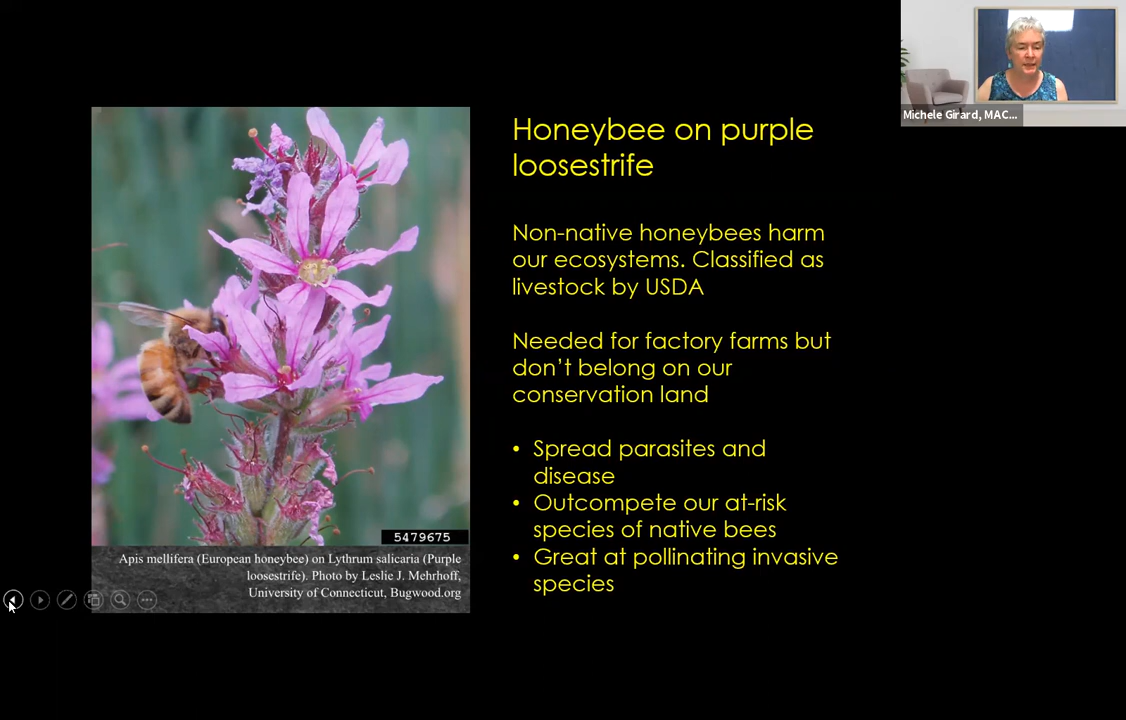 Michele Girard, MAC...
Honeybee on purple
loosestrife
Non-native honeybees harm
our ecosystems. Classified as
livestock by USDA
Needed for factory farms but
don’t belong on our
conservation land
• Spread parasites and
disease
• Outcompete our at-risk
species of native bees
• Great at pollinating invasive
species
5479675
Apis mellifera (European honeybee) on Lythrum salicaria (Purple
loosestrife). Photo by Leslie J. Mehrhoff,
University of Connecticut, Bugwood.org